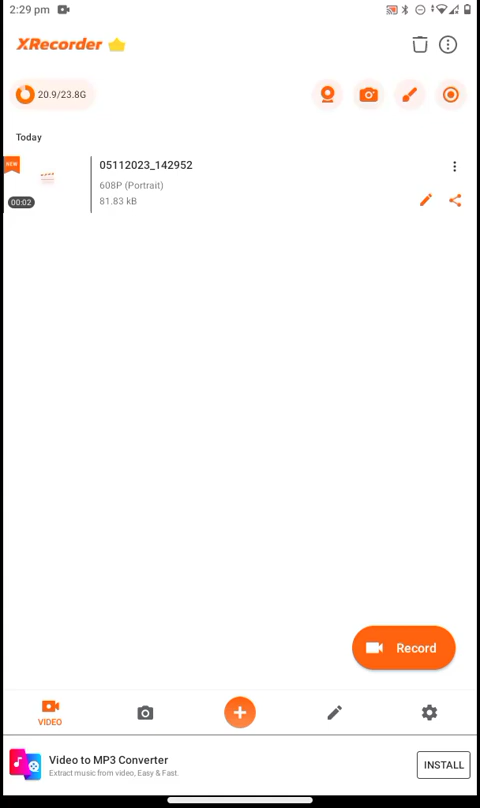 2:29 pm
XRecorder
20.9/23.8G
Today
NEW
05112023_142952
608P (Portrait)
00:02
81.83 kB
Record
VIDEO
Video to MP3 Converter
Extract music from video, Easy & Fast.
INSTALL